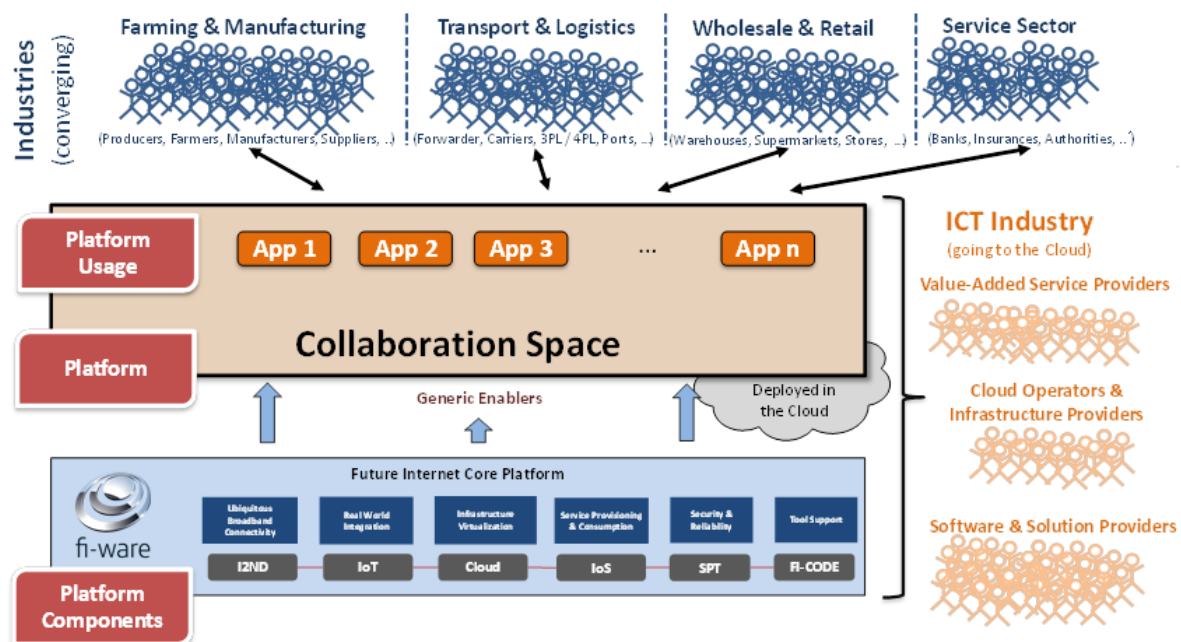 Industries
(converging)
Farming & Manufacturing
Transport & Logistics
Wholesale & Retail
Service Sector
(Producers, Farmers, Manufacturers, Suppliers, ..)
(Forwarder, Carriers, 3PL / 4PL, Ports, ...)
(Warehouses, Supermarkets, Stores, ...)
(Banks, Insurances, Authorities, ..)
Platform
Usage
App 1
App 2
App 3
...
App n
Platform
Collaboration Space
Generic Enablers
Deployed in
the Cloud
ICT Industry
(going to the Cloud)
Value-Added Service Providers
Cloud Operators &
Infrastructure Providers
Software & Solution Providers
Future Internet Core Platform
fi-ware
Ubiquitous
Broadband
Connectivity
Real World
Integration
Infrastructure
Virtualization
Service Provisioning
& Consumption
Security &
Reliability
Tool Support
I2ND
IoT
Cloud
IoS
SPT
FI-CODE
Platform
Components